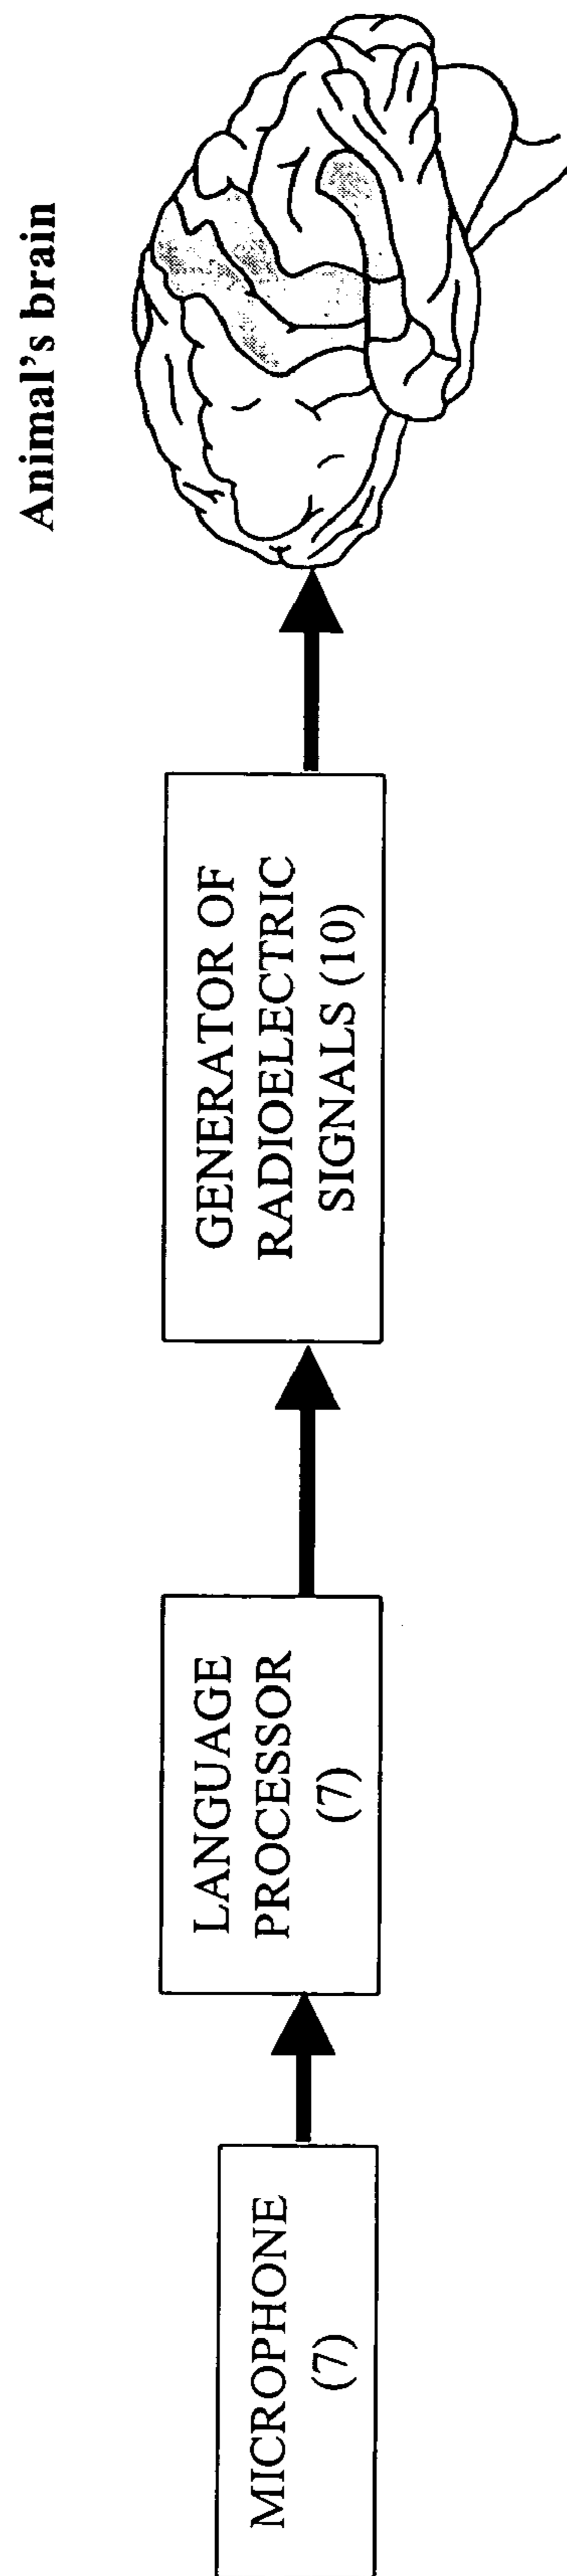 MICROPHONE
(7)
LANGUAGE
PROCESSOR
(7)
GENERATOR OF
RADIOELECTRIC
SIGNALS (10)
Animal's brain